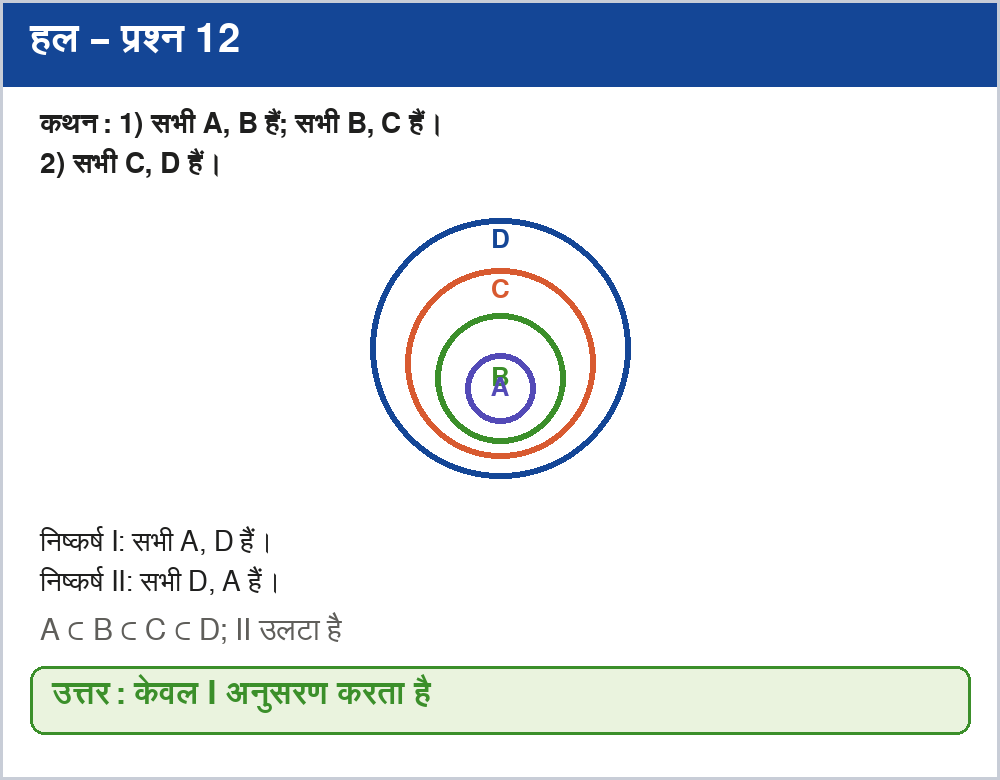 हल – प्रश्न 12
कथन : 1) सभी A, B हैं; सभी B, C हैं।
2) सभी C, D हैं।
D
C
B
A
निष्कर्ष I: सभी A, D हैं।
निष्कर्ष II: सभी D, A हैं।
A ⊂ B ⊂ C ⊂ D; II उलटा है
उत्तर : केवल I अनुसरण करता है